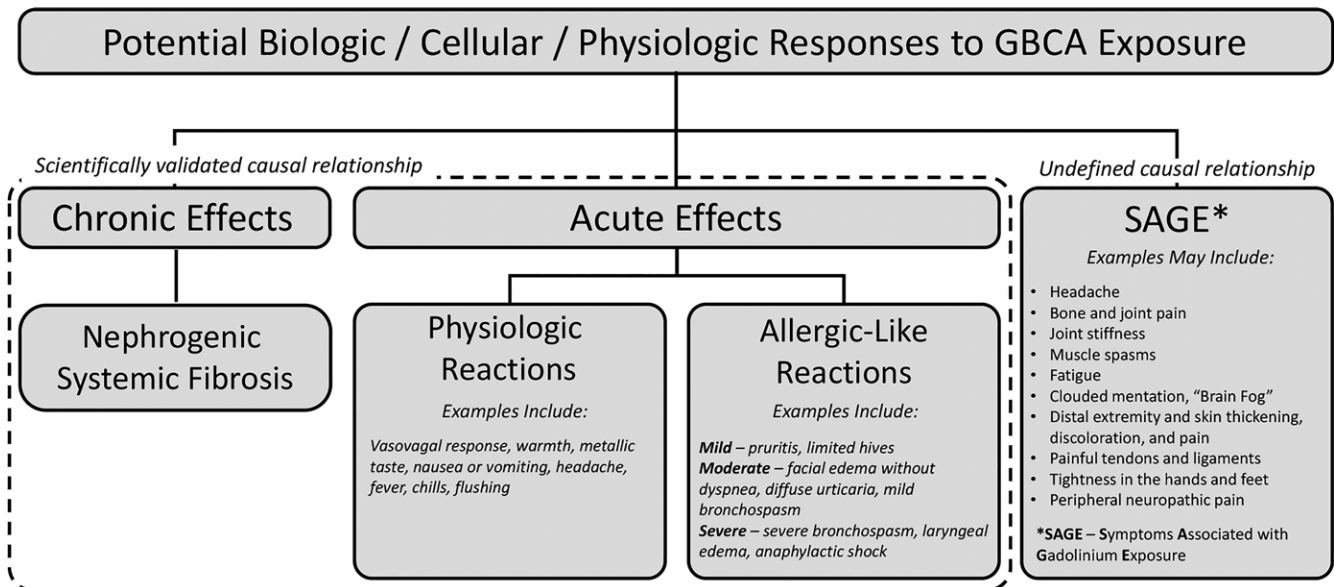 Potential Biologic / Cellular / Physiologic Responses to GBCA Exposure
Scientifically validated causal relationship
Undefined causal relationship
Chronic Effects
Nephrogenic
Systemic Fibrosis
Acute Effects
Physiologic
Reactions
Examples Include:
Vasovagal response, warmth, metallic
taste, nausea or vomiting, headache,
fever, chills, flushing
Allergic-Like
Reactions
Examples Include:
Mild – pruritis, limited hives
Moderate – facial edema without
dyspnea, diffuse urticaria, mild
bronchospasm
Severe – severe bronchospasm, laryngeal
edema, anaphylactic shock
SAGE*
Examples May Include:
• Headache
• Bone and joint pain
• Joint stiffness
• Muscle spasms
• Fatigue
• Clouded mentation, “Brain Fog”
• Distal extremity and skin thickening,
discoloration, and pain
• Painful tendons and ligaments
• Tightness in the hands and feet
• Peripheral neuropathic pain
*SAGE – Symptoms Associated with
Gadolinium Exposure